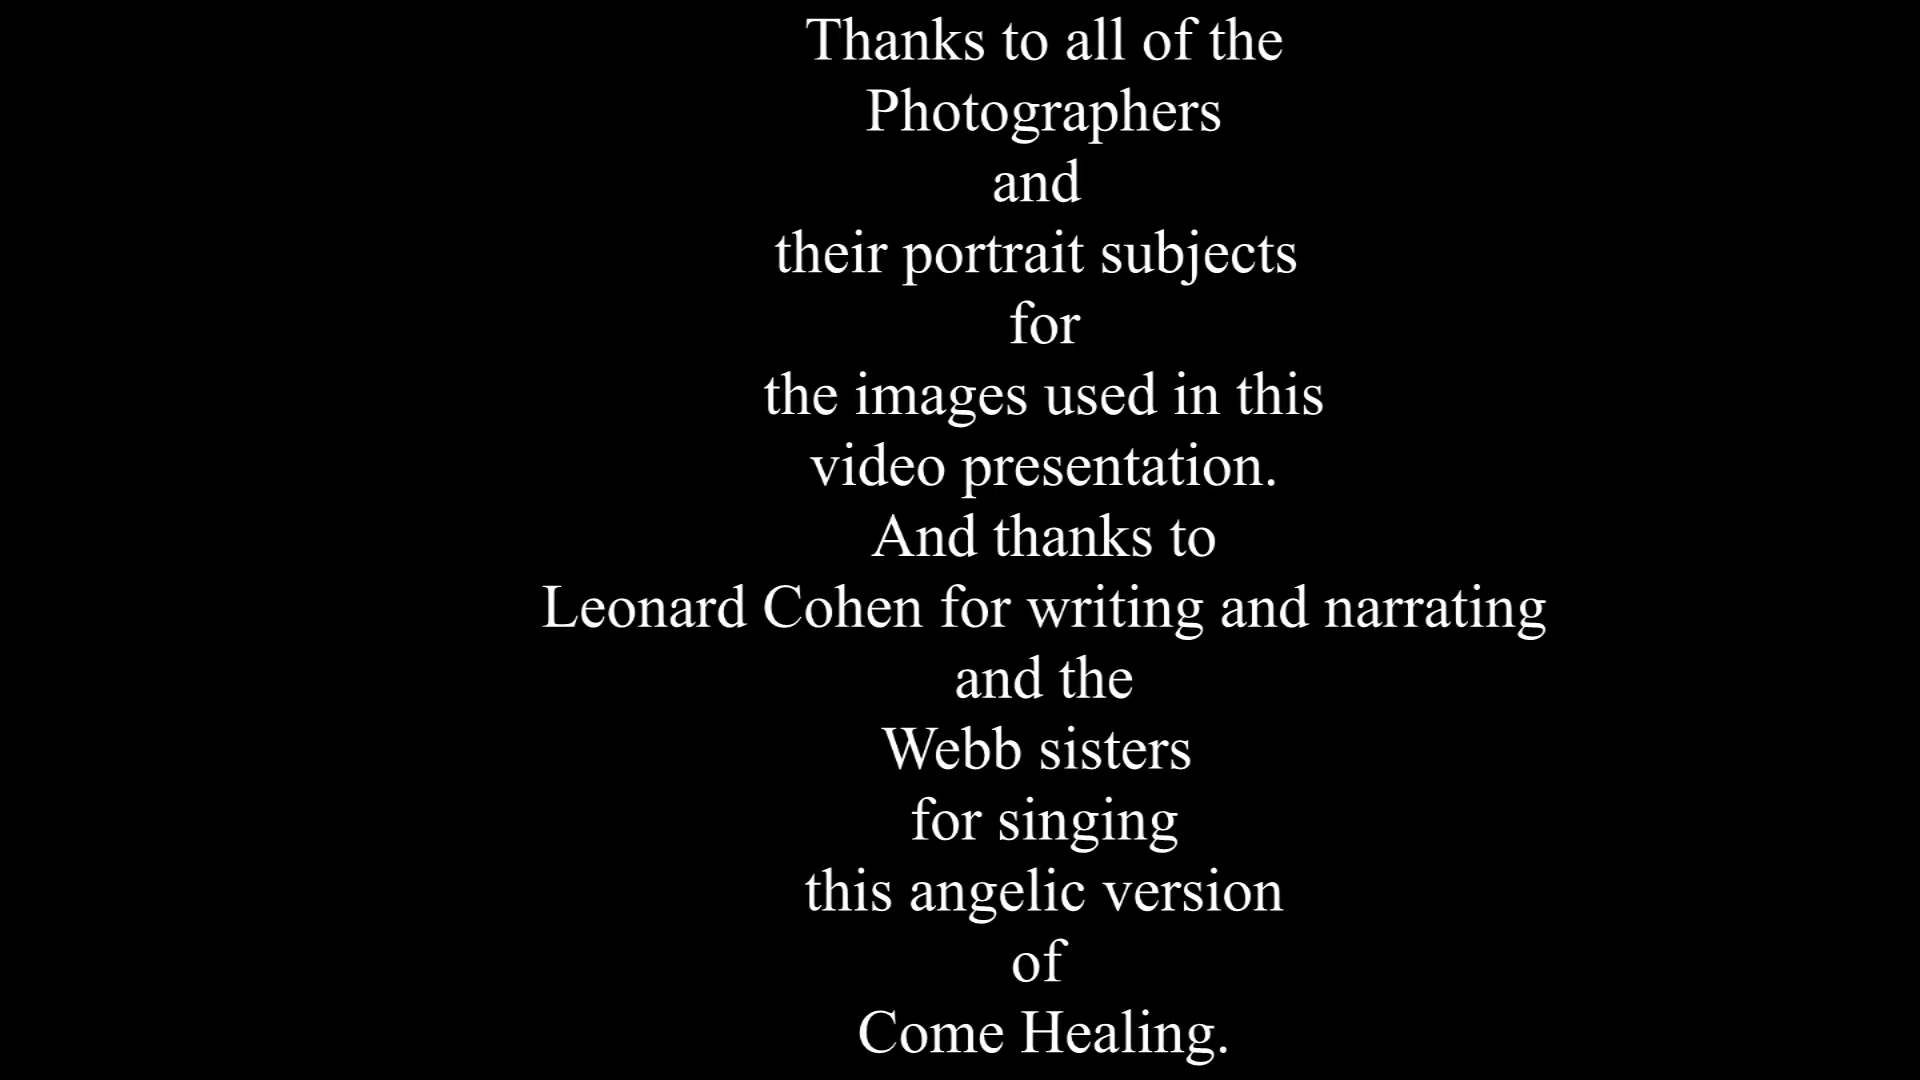 Thanks to all of the
Photographers
and
their portrait subjects
for
the images used in this
video presentation.
And thanks to
Leonard Cohen for writing and narrating
and the
Webb sisters
for singing
this angelic version
of
Come Healing.